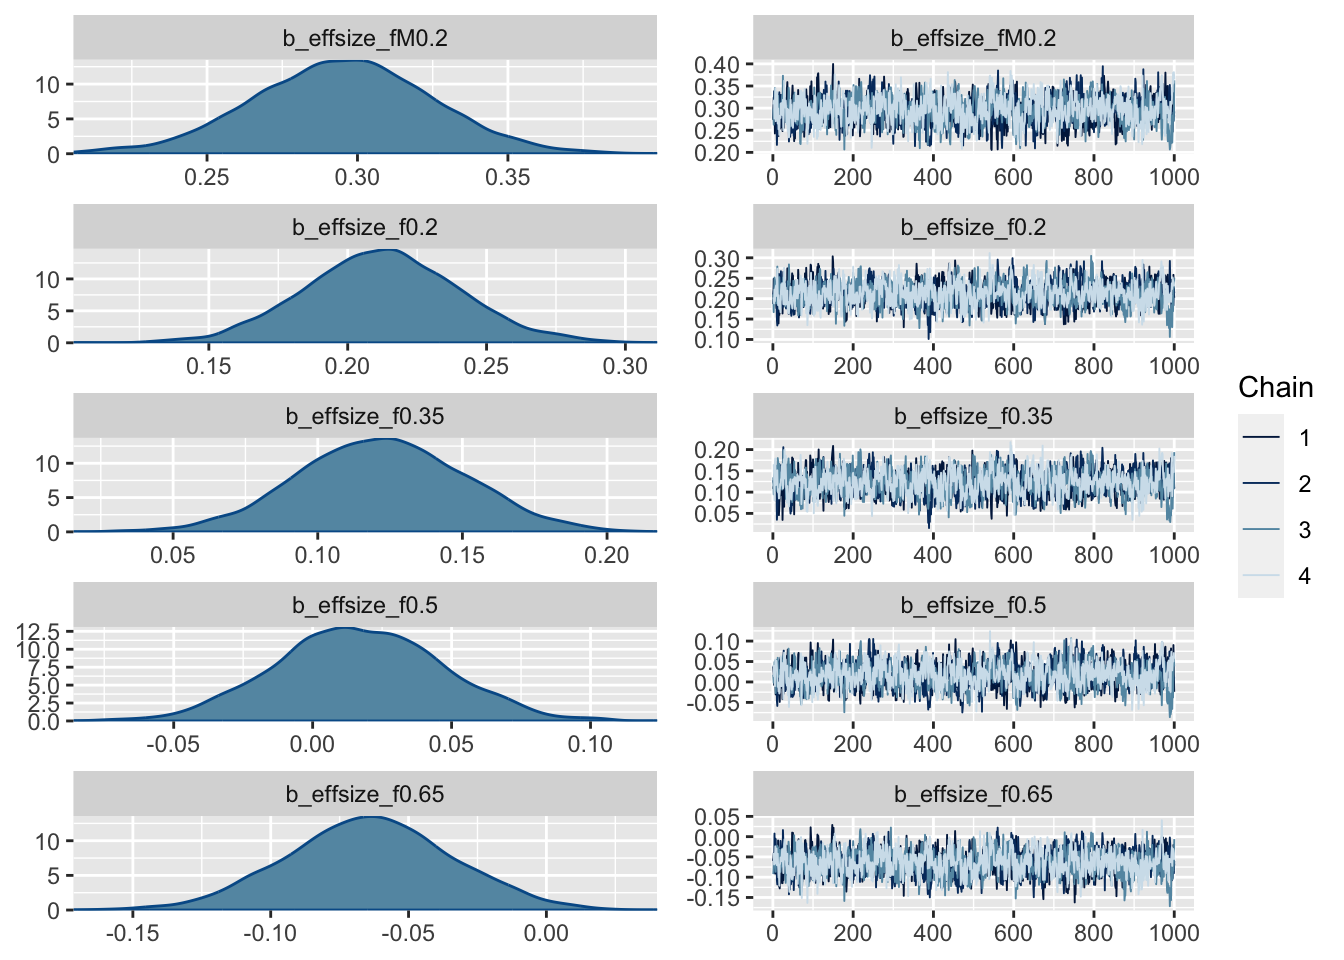 b_effsize_fM0.2
10
5
0
0.25 0.30 0.35
b_effsize_fM0.2
0.40
0.35
0.30
0.25
0.20
0 200 400 600 800 1000
b_effsize_f0.2
10
5
0
0.15 0.20 0.25 0.30
b_effsize_f0.2
0.30
0.25
0.20
0.15
0.10
0 200 400 600 800 1000
b_effsize_f0.35
10
5
0
0.05 0.10 0.15 0.20
b_effsize_f0.35
0.20
0.15
0.10
0.05
0 200 400 600 800 1000
b_effsize_f0.5
12.5
10.0
7.5
5.0
2.5
0.0
-0.05 0.00 0.05 0.10
b_effsize_f0.5
0.10
0.05
0.00
-0.05
0 200 400 600 800 1000
b_effsize_f0.65
10
5
0
-0.15 -0.10 -0.05 0.00
b_effsize_f0.65
0.05
0.00
-0.05
-0.10
-0.15
0 200 400 600 800 1000
Chain
1
2
3
4